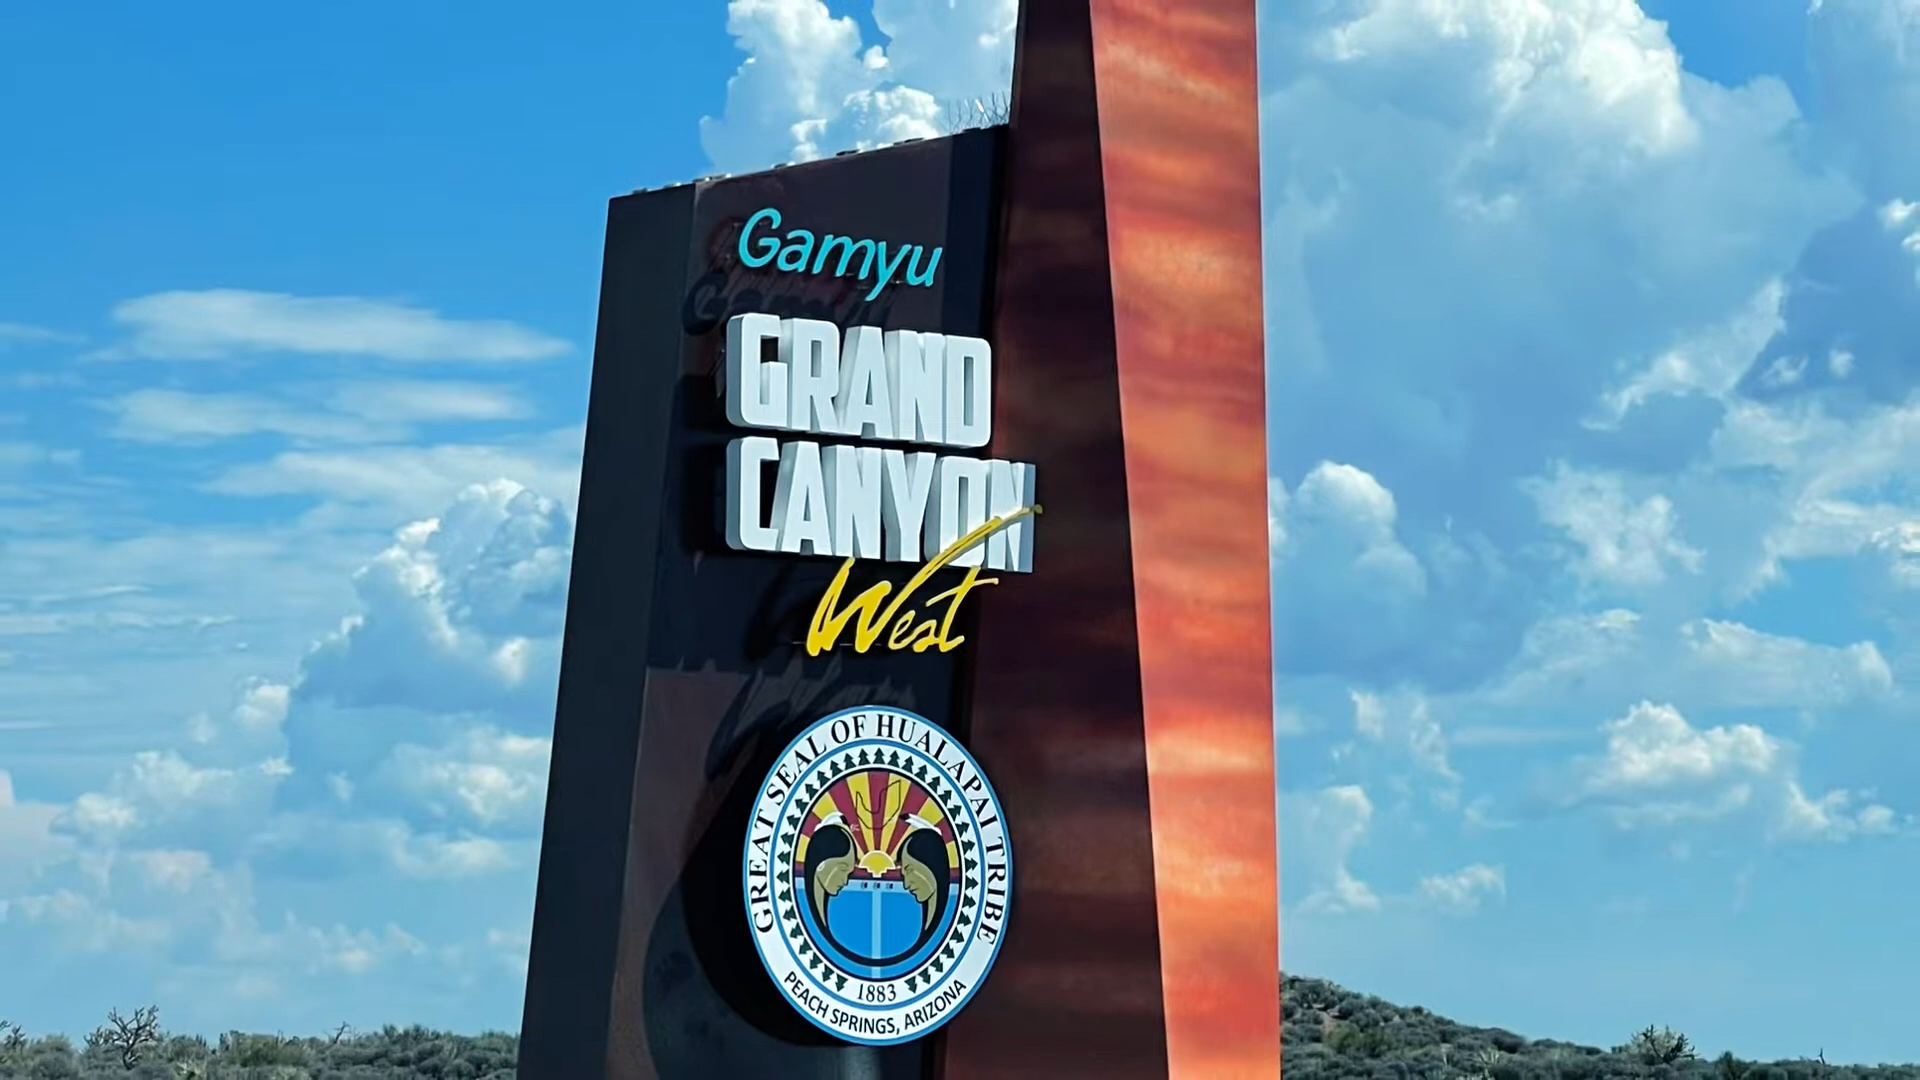 Gamyu
GRAND
CANYON
West
GREAT SEAL OF HUALAPAI TRIBE
1883
PEACH SPRINGS, ARIZONA